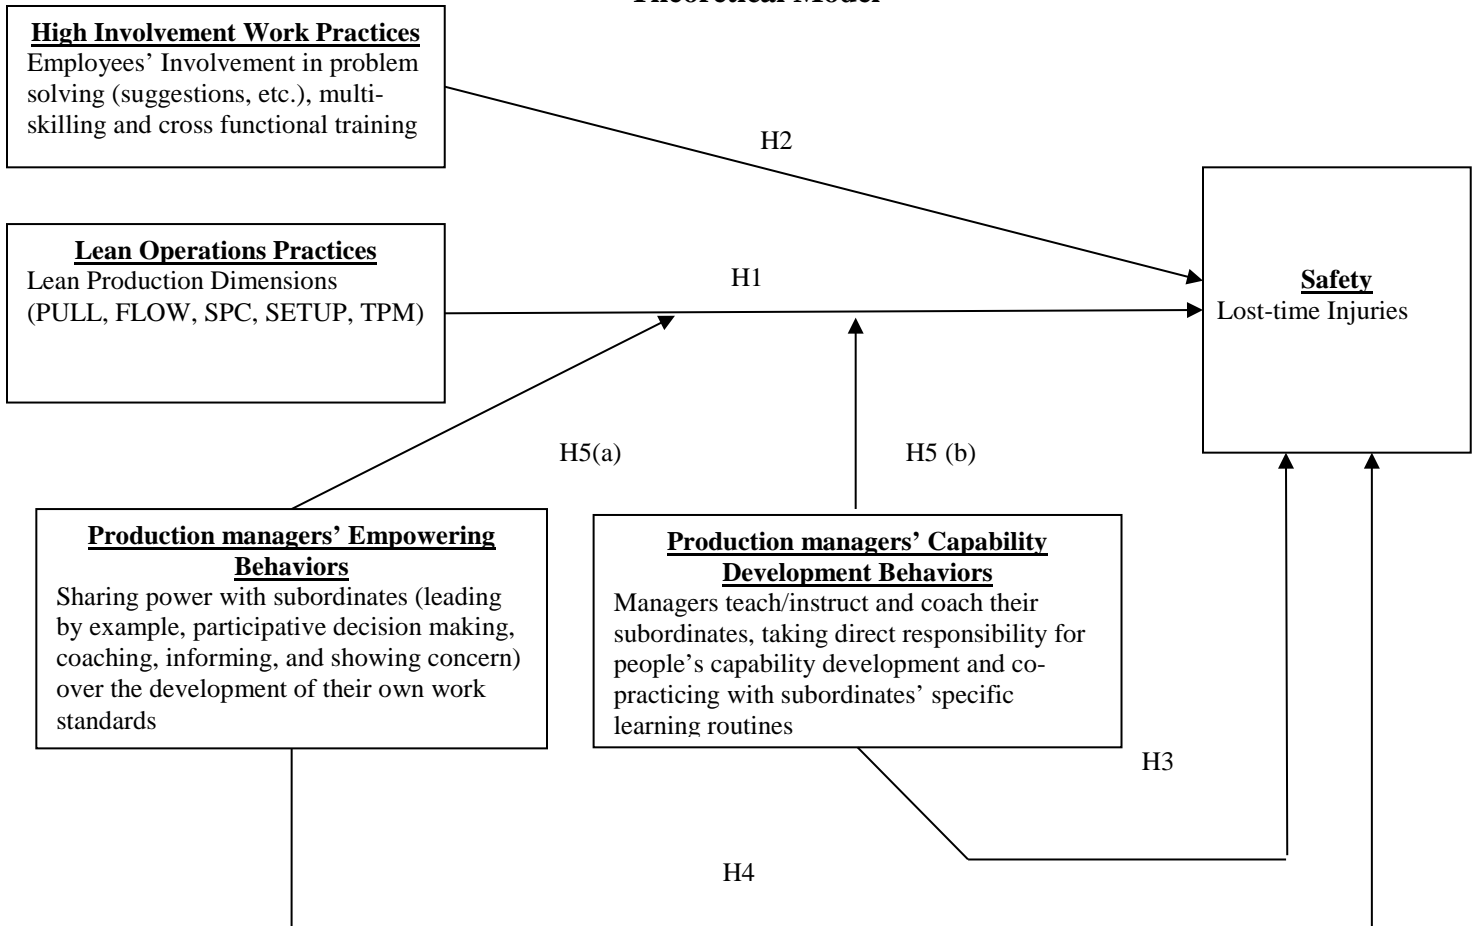 Theoretical Model
High Involvement Work Practices
Employees’ Involvement in problem
solving (suggestions, etc.), multi-
skilling and cross functional training
H2
Lean Operations Practices
Lean Production Dimensions
(PULL, FLOW, SPC, SETUP, TPM)
H1
Safety
Lost-time Injuries
H5(a)
H5 (b)
Production managers’ Empowering
Behaviors
Sharing power with subordinates (leading
by example, participative decision making,
coaching, informing, and showing concern)
over the development of their own work
standards
Production managers’ Capability
Development Behaviors
Managers teach/instruct and coach their
subordinates, taking direct responsibility for
people’s capability development and co-
practicing with subordinates’ specific
learning routines
H3
H4